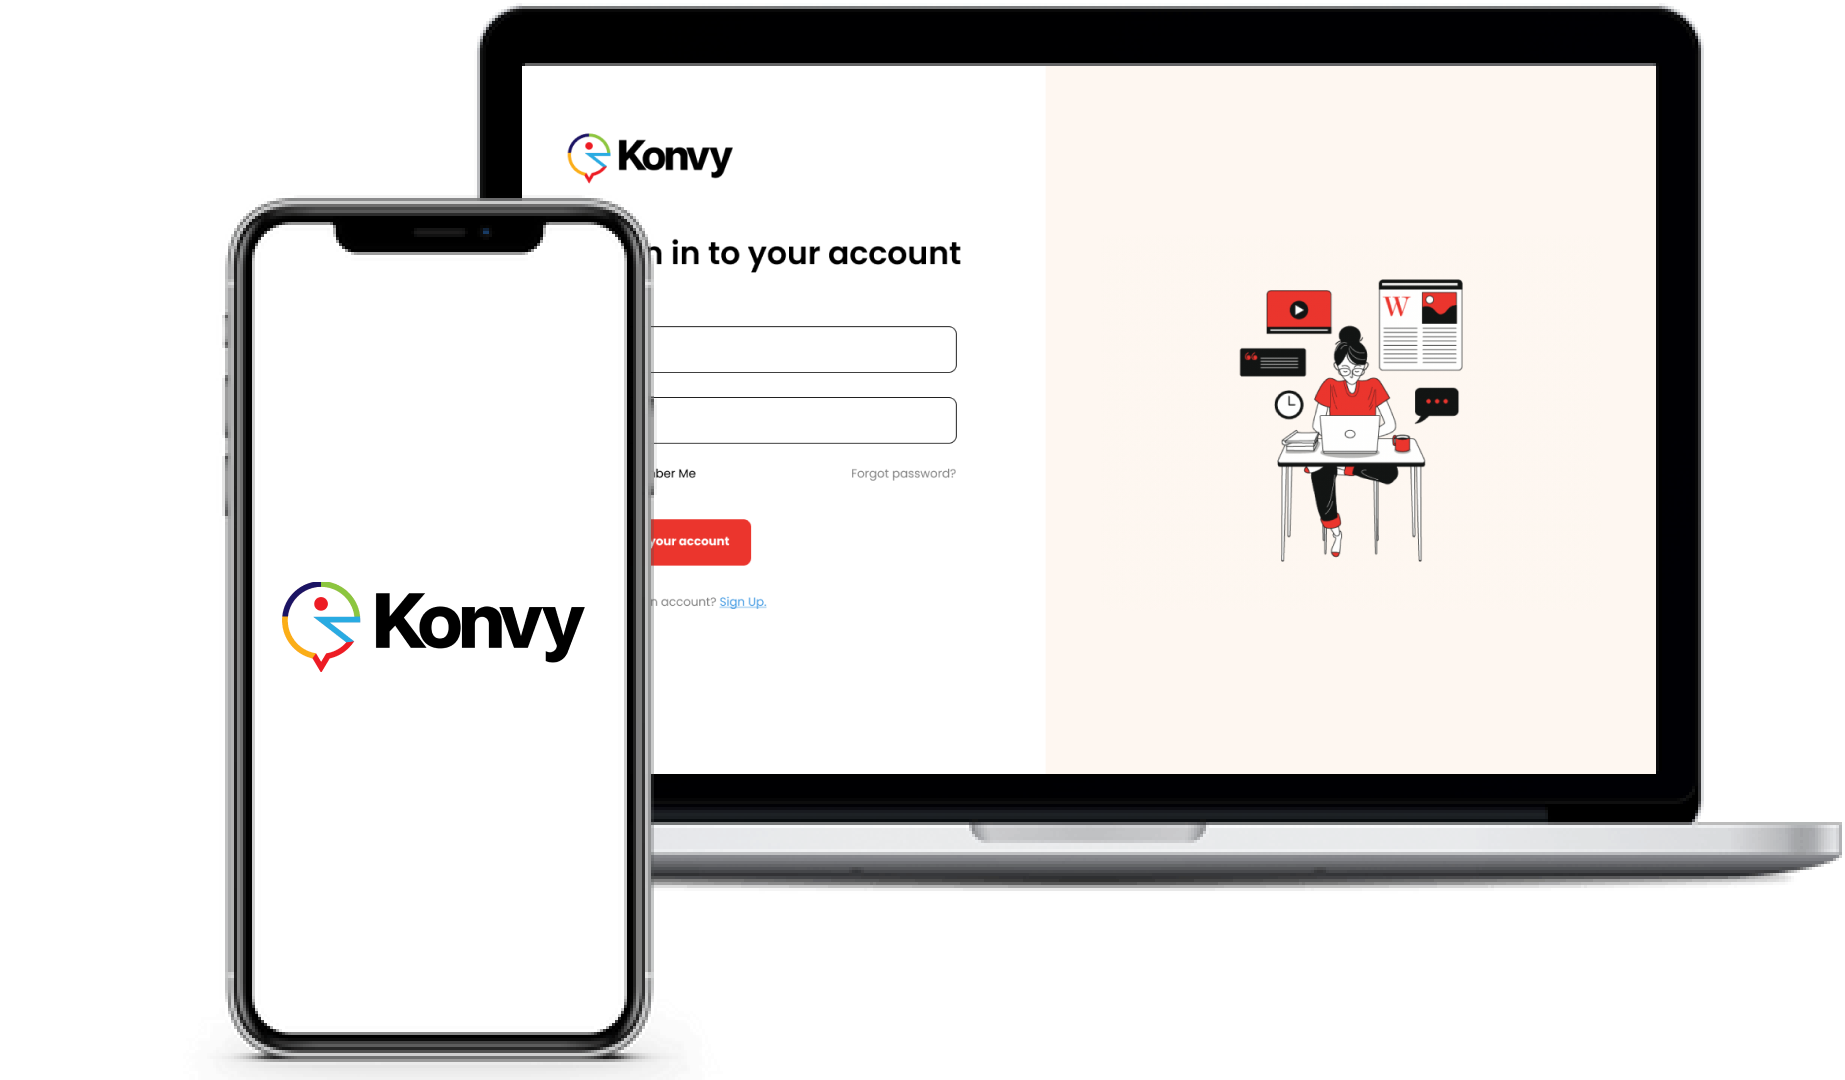 Konvy
n in to your account
ber Me
Forgot password?
your account
n account? Sign Up.
W
Konvy